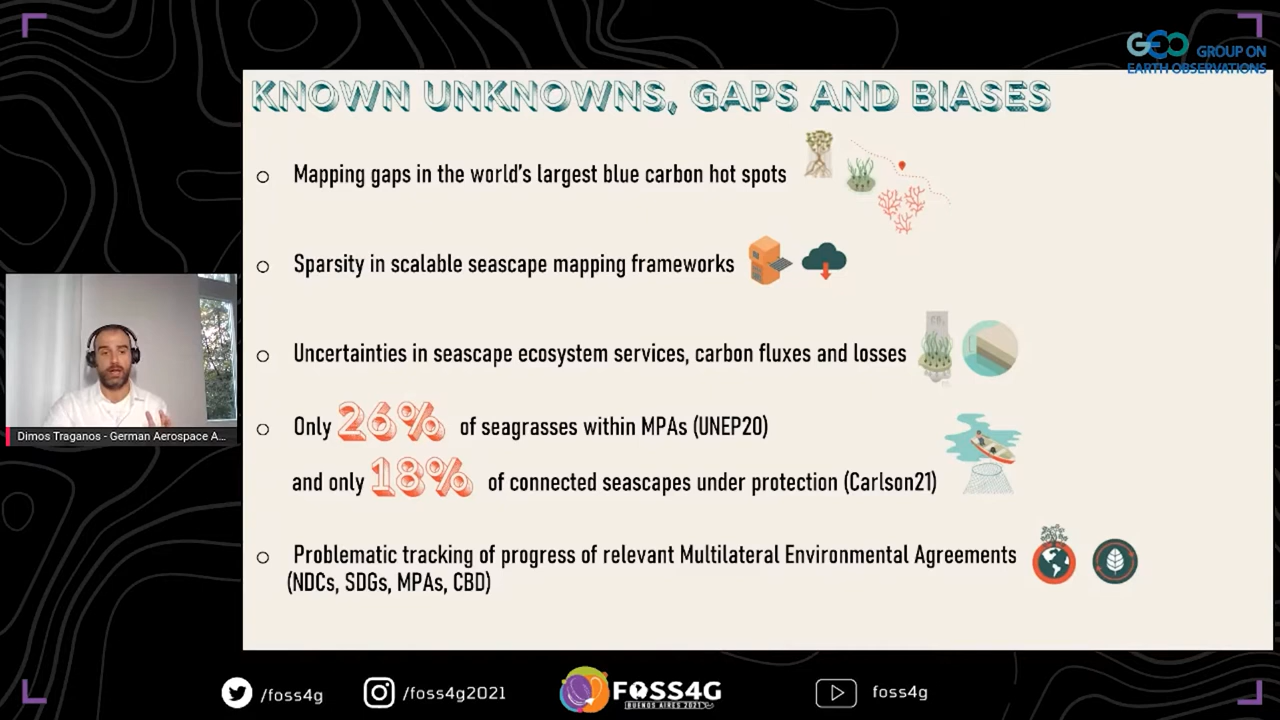 GEO GROUP ON
EARTH OBSERVATIONS
KNOWN UNKNOWNS, GAPS AND BIASES
Mapping gaps in the world's largest blue carbon hot spots
Sparsity in scalable seascape mapping frameworks
Uncertainties in seascape ecosystem services, carbon fluxes and losses
Only 26% of seagrasses within MPAs (UNEP20)
and only 18% of connected seascapes under protection (Carlson21)
Problematic tracking of progress of relevant Multilateral Environmental Agreements
(NDCs, SDGs, MPAs, CBD)
Dimos Traganos - German Aerospace A...
/foss4g
/foss4g2021
FOSS4G
BUENOS AIRES 2021
foss4g